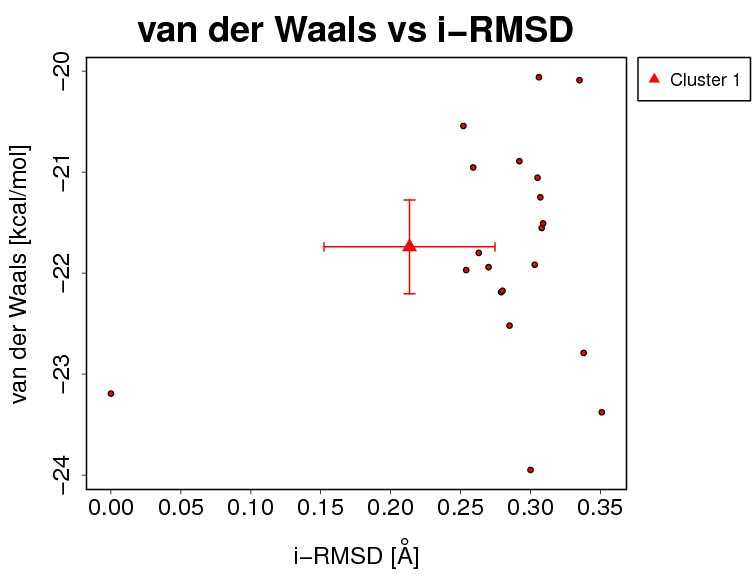 van der Waals vs i−RMSD
Cluster 1
van der Waals [kcal/mol]
−20
−21
−22
−23
−24
0.00 0.05 0.10 0.15 0.20 0.25 0.30 0.35
i−RMSD [Å]